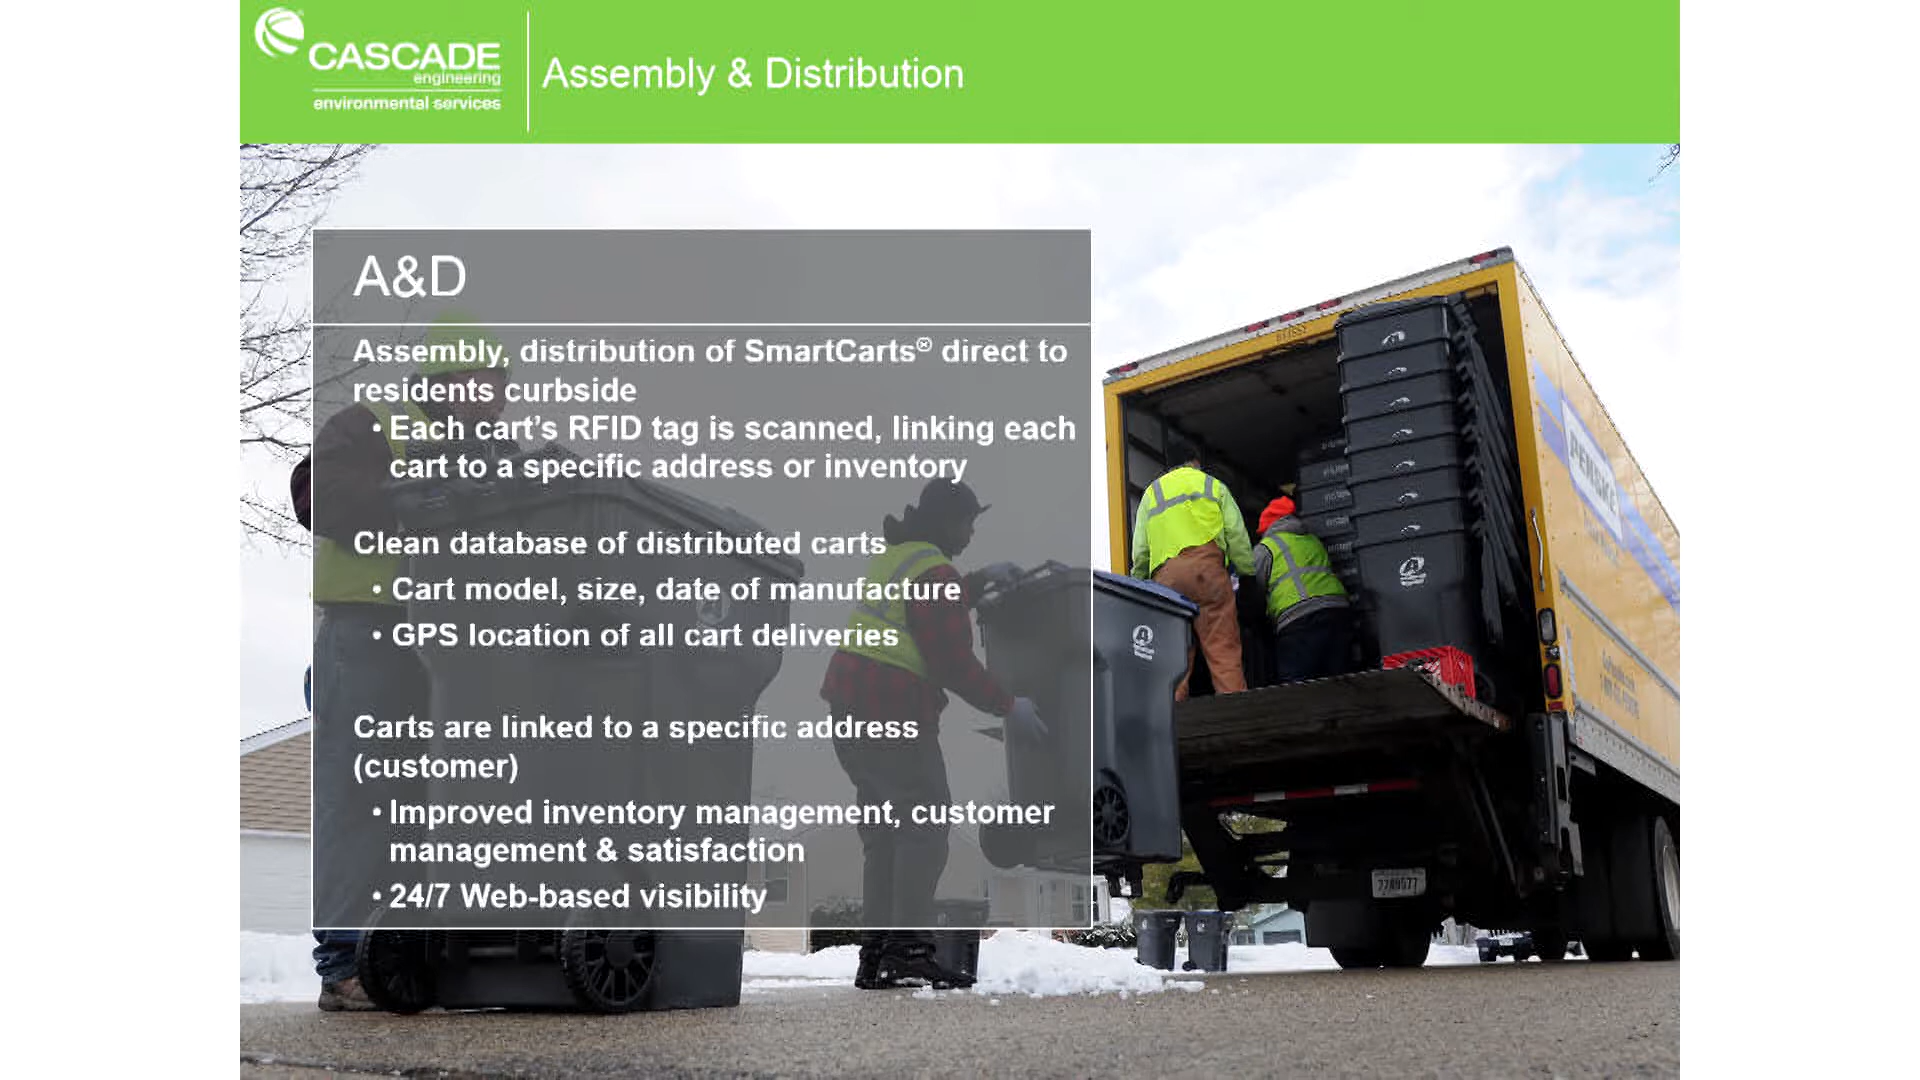 CASCADE
engineering
environmental services
Assembly & Distribution
A&D
Assembly, distribution of SmartCarts® direct to
residents curbside
• Each cart's RFID tag is scanned, linking each
cart to a specific address or inventory
Clean database of distributed carts
• Cart model, size, date of manufacture
• GPS location of all cart deliveries
Carts are linked to a specific address
(customer)
• Improved inventory management, customer
management & satisfaction
• 24/7 Web-based visibility
PENSKE